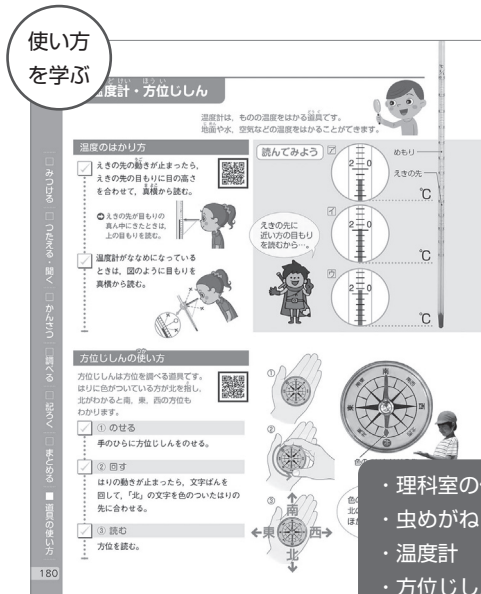 使い方
を学ぶ
温度計・方位じしん
温度計は、ものの温度をはかる道具です。
地面や水、空気などの温度をはかることができます。
温度のはかり方
えきの先の動きが止まったら、
えきの先の目もりに目の高さ
を合わせて、真横から読む。
えきの先が目もりの
真ん中にきたときは、
上の目もりを読む。
温度計がななめになっている
ときは、図のように目もりを
真横から読む。
読んでみよう
ア
2 0
℃
イ
2 0
℃
ウ
2 0
℃
めもり
えきの先
えきの先に
近い方の目もり
を読むから…。
方位じしんの使い方
方位じしんは方位を調べる道具です。
はりに色がついている方が北を指し、
北がわかると南、東、西の方位も
わかります。
① のせる
手のひらに方位じしんをのせる。
② 回す
はりの動きが止まったら、文字ばんを
回して、「北」の文字を色のついたはりの
先に合わせる。
③ 読む
方位を読む。
①
②
③
南
東
西
北
南
東
西
北
・理科室の
・虫めがね
・温度計
・方位じし
みつける
つたえる・聞く
かんさつ
調べる
記ろく
まとめる
道具の使い方
180